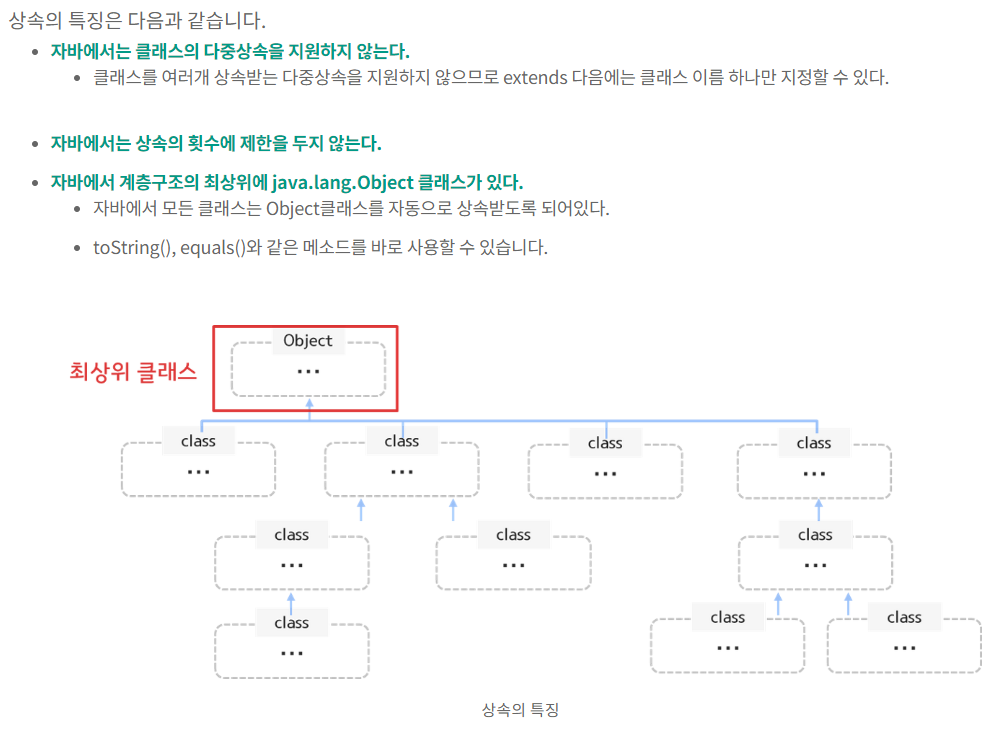 상속의 특징은 다음과 같습니다.
• 자바에서는 클래스의 다중상속을 지원하지 않는다.
• 클래스를 여러개 상속받는 다중상속을 지원하지 않으므로 extends 다음에는 클래스 이름 하나만 지정할 수 있다.
• 자바에서는 상속의 횟수에 제한을 두지 않는다.
• 자바에서 계층구조의 최상위에 java.lang.Object 클래스가 있다.
• 자바에서 모든 클래스는 Object클래스를 자동으로 상속받도록 되어있다.
• toString(), equals()와 같은 메소드를 바로 사용할 수 있습니다.
Object
최상위 클래스
...
class
class
class
class
...
...
...
...
class
class
class
...
...
...
class
class
class
...
...
...
상속의 특징